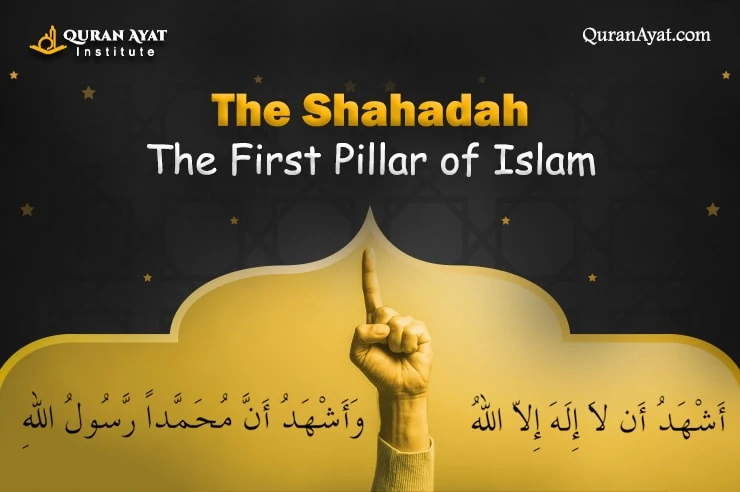 QURAN AYAT
Institute
QuranAyat.com
The Shahadah
The First Pillar of Islam
أَشْهَدُ أَن لاَ إِلَهَ إِلاّ اللهُ
وَأَشْهَدُ أَنَّ مُحَمَّداً رَّسُولُ اللهِ